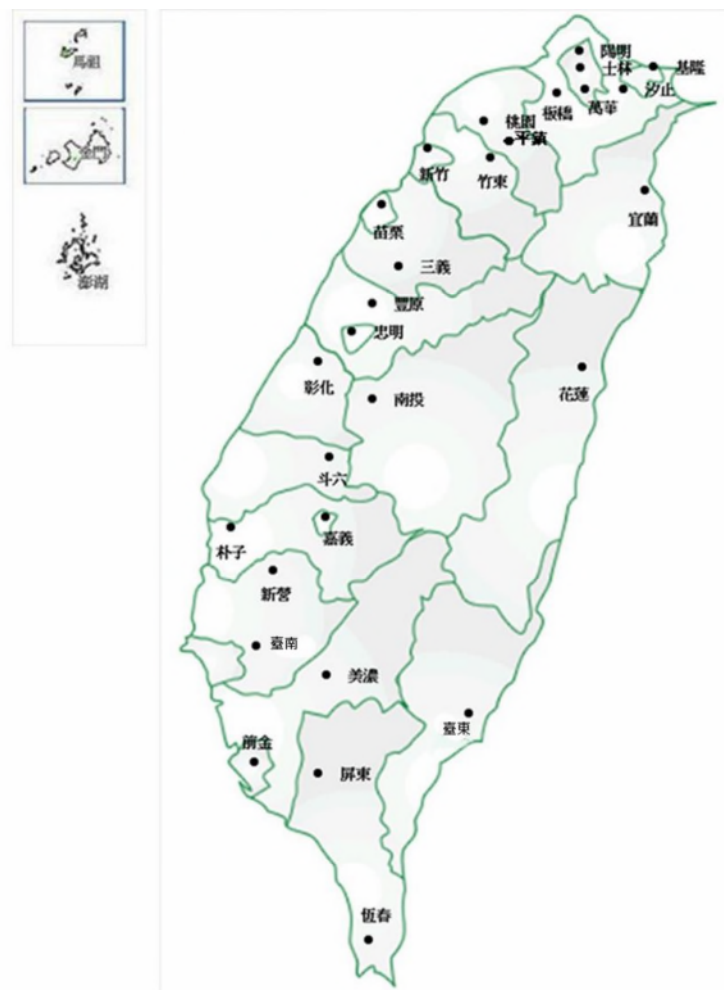 馬祖
金門
澎湖
陽明
士林
基隆
汐止
萬華
板橋
桃園
平鎮
新竹
竹東
宜蘭
苗栗
三義
豐原
忠明
彰化
南投
花蓮
斗六
朴子
嘉義
新營
臺南
美濃
臺東
前金
屏東
恆春